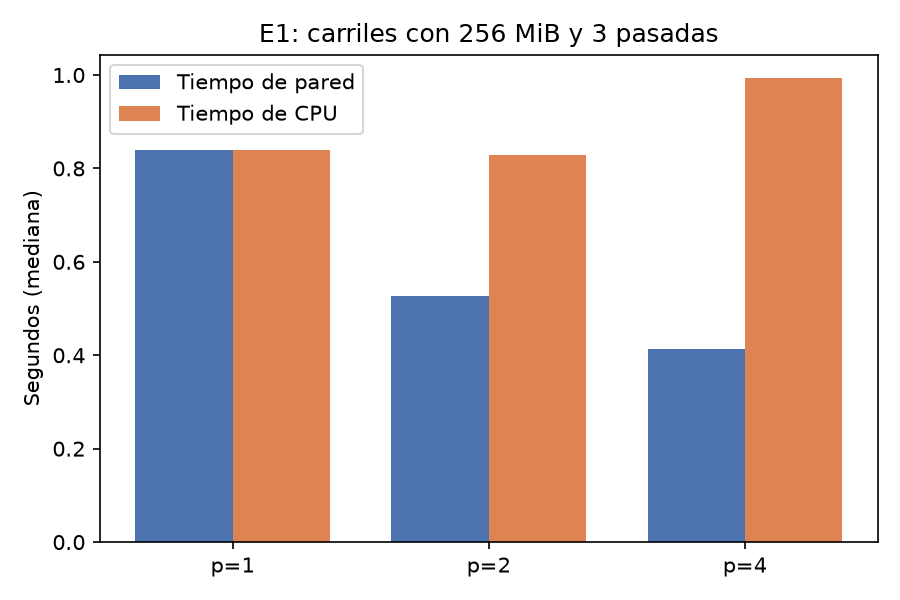 E1: carriles con 256 MiB y 3 pasadas
Tiempo de pared
Tiempo de CPU
Segundos (mediana)
1.0
0.8
0.6
0.4
0.2
0.0
p=1
p=2
p=4